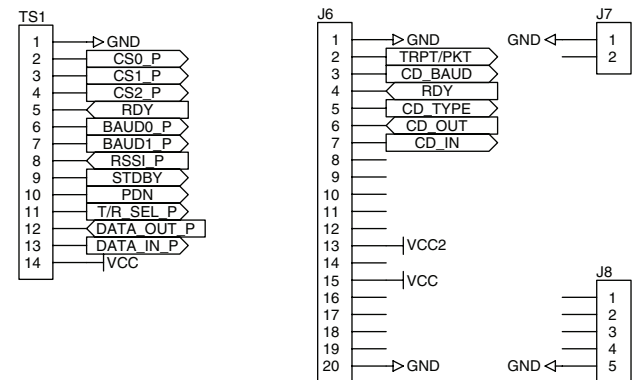 TS1
1 GND
2 CS0_P
3 CS1_P
4 CS2_P
5 RDY
6 BAUD0_P
7 BAUD1_P
8 RSSI_P
9 STDBY
10 PDN
11 T/R_SEL_P
12 DATA_OUT_P
13 DATA_IN_P
14 VCC
J6
1 GND
2 TRPT/PKT
3 CD_BAUD
4 RDY
5 CD_TYPE
6 CD_OUT
7 CD_IN
8
9
10
11
12
13 VCC2
14
15 VCC
16
17
18
19
20 GND
J7
GND 1
2
J8
1
2
3
4
GND 5